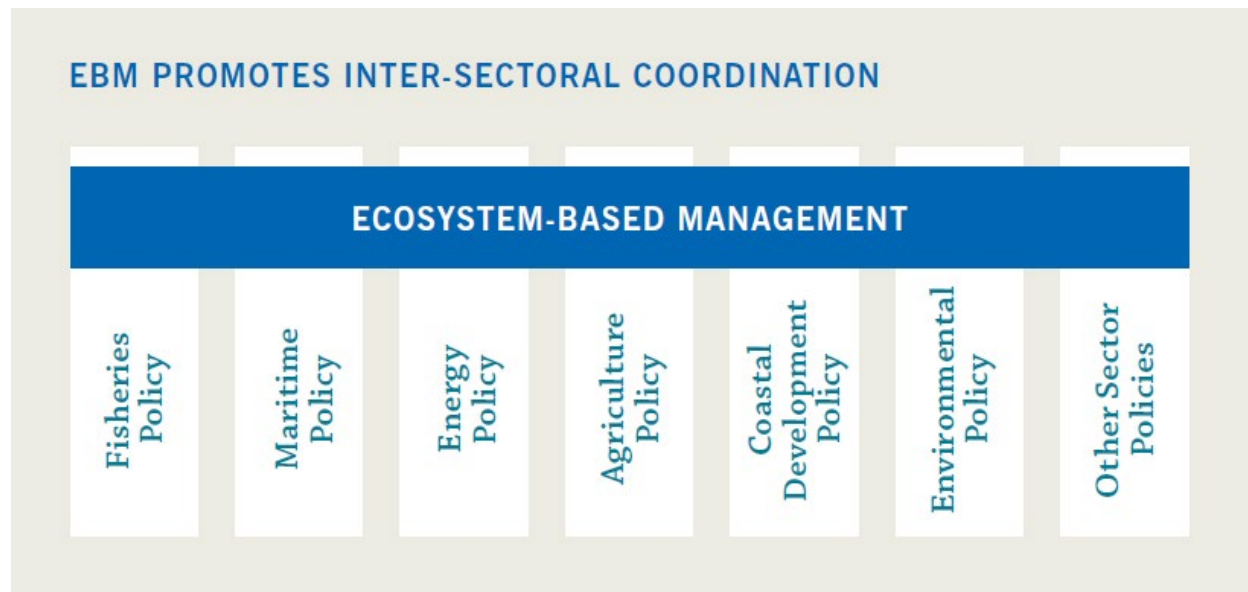 EBM PROMOTES INTER-SECTORAL COORDINATION
ECOSYSTEM-BASED MANAGEMENT
Fisheries
Policy
Maritime
Policy
Energy
Policy
Agriculture
Policy
Coastal
Development
Policy
Environmental
Policy
Other Sector
Policies